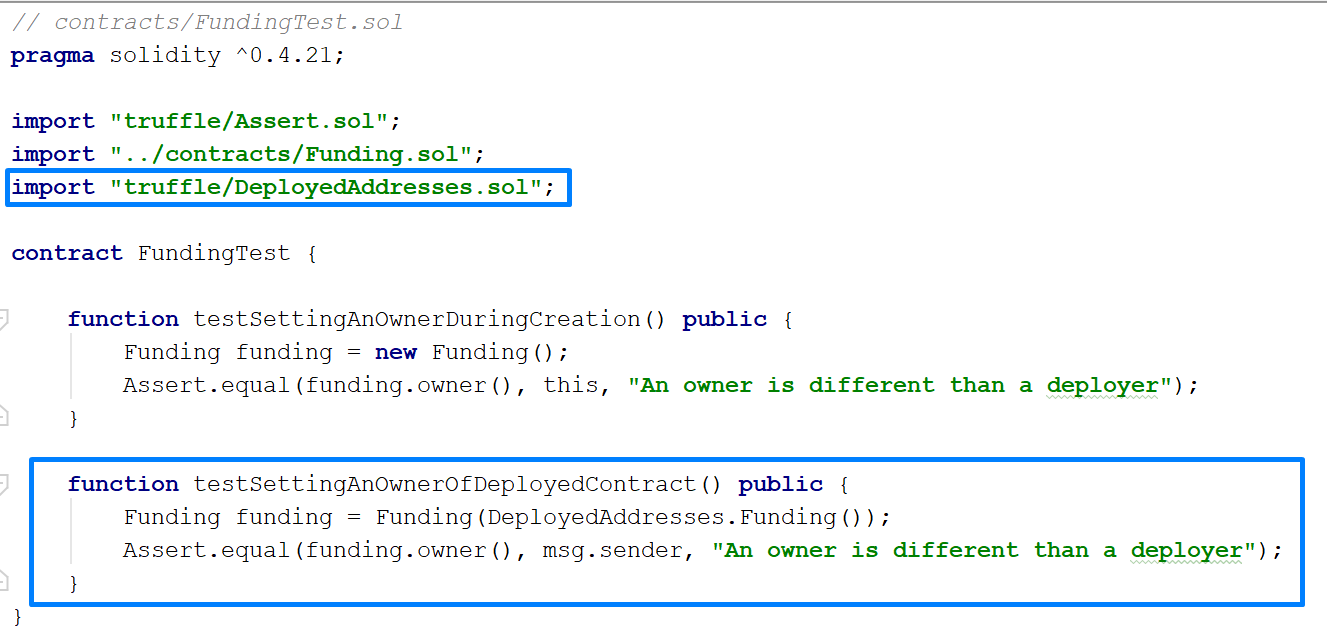 // contracts/FundingTest.sol
pragma solidity ^0.4.21;
import "truffle/Assert.sol";
import "../contracts/Funding.sol";
import "truffle/DeployedAddresses.sol";
contract FundingTest {
function testSettingAnOwnerDuringCreation() public {
Funding funding = new Funding();
Assert.equal(funding.owner(), this, "An owner is different than a deployer");
}
function testSettingAnOwnerOfDeployedContract() public {
Funding funding = Funding(DeployedAddresses.Funding());
Assert.equal(funding.owner(), msg.sender, "An owner is different than a deployer");
}
}